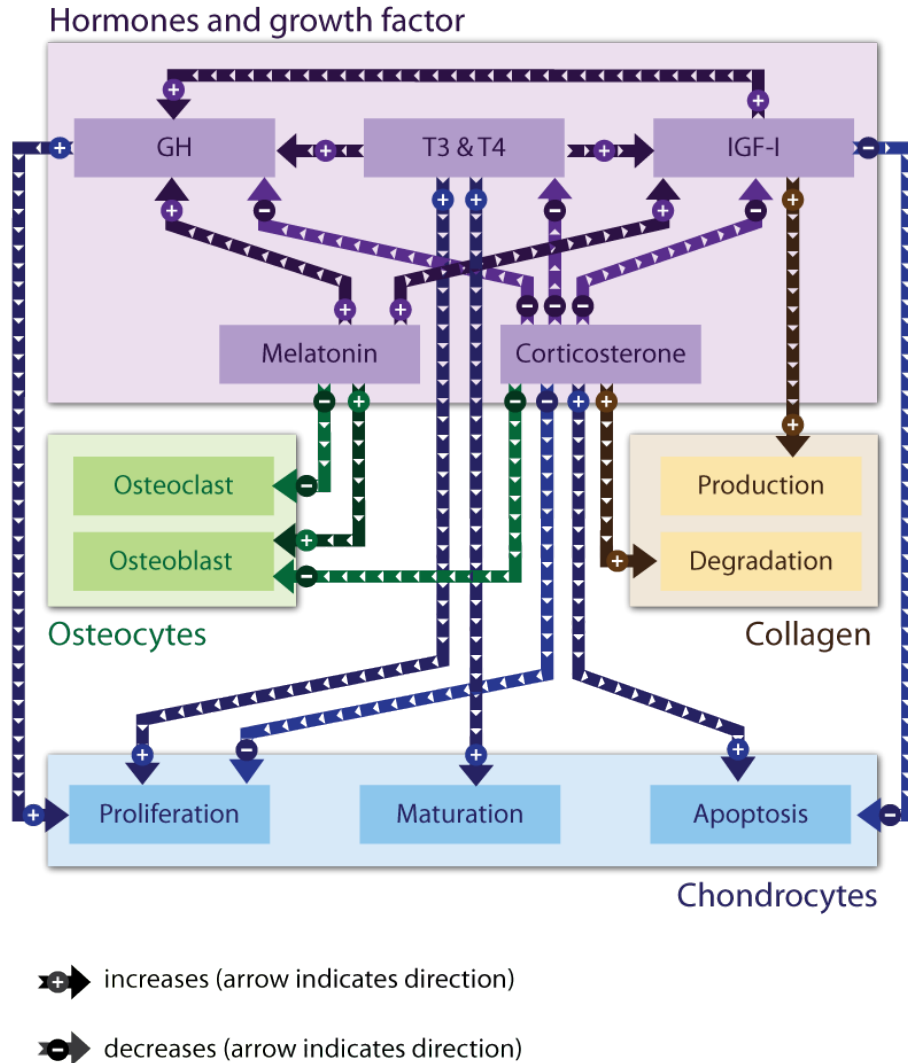 Hormones and growth factor
GH
T3 & T4
IGF-I
Melatonin
Corticosterone
Osteoclast
Osteoblast
Osteocytes
Production
Degradation
Collagen
Proliferation
Maturation
Apoptosis
Chondrocytes
increases (arrow indicates direction)
decreases (arrow indicates direction)